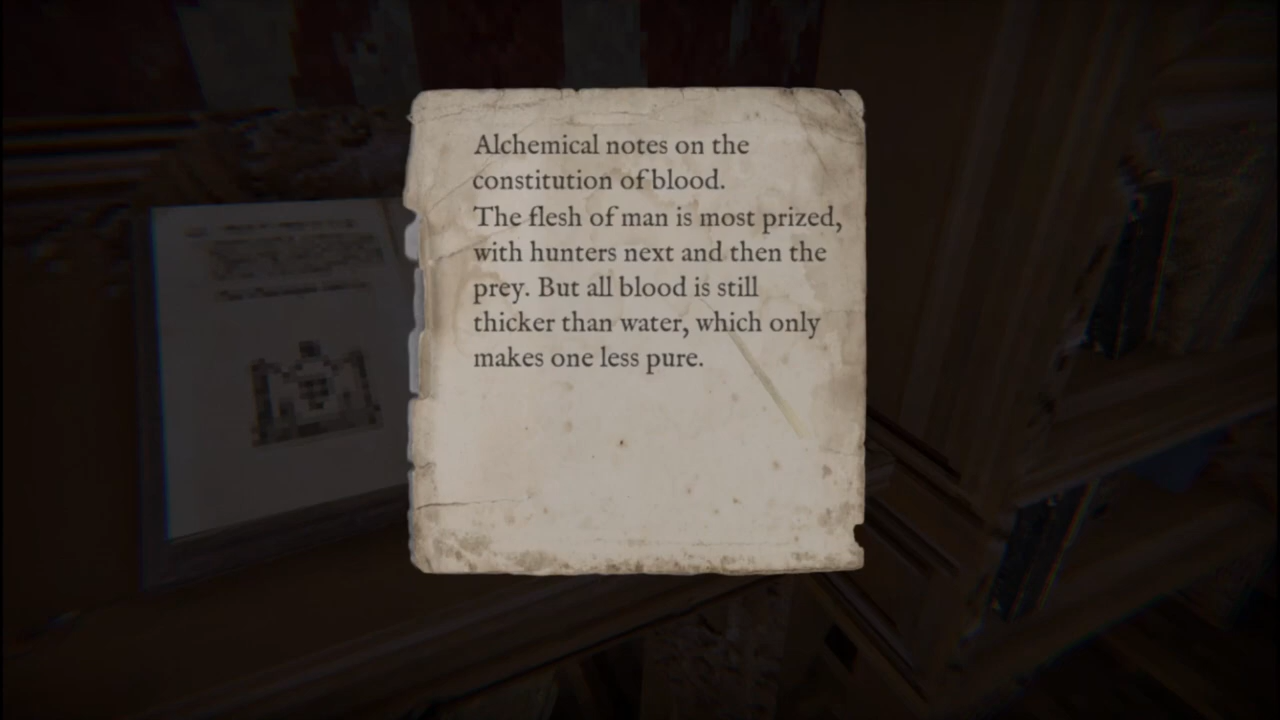 Alchemical notes on the
constitution of blood.
The flesh of man is most prized,
with hunters next and then the
prey. But all blood is still
thicker than water, which only
makes one less pure.